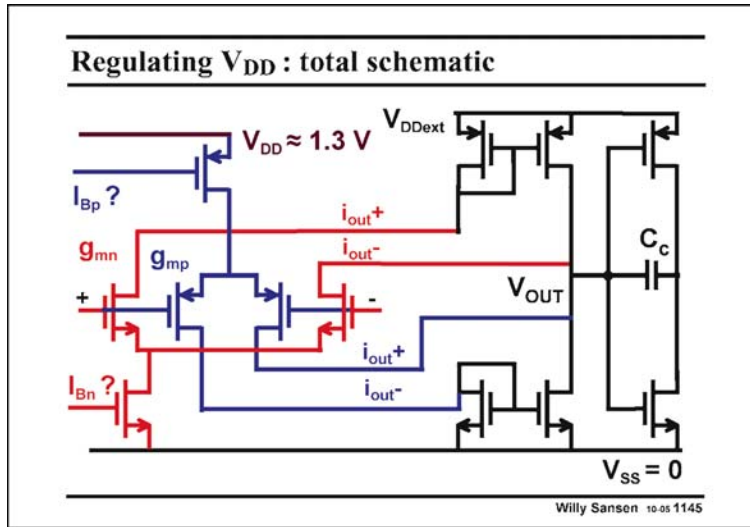 Regulating VDD : total schematic
VDDext
VDD ≈ 1.3 V
IBp ?
iout+
gmn
gmp
iout-
Cc
+
-
VOUT
iout+
IBn ?
iout-
VSS = 0
Willy Sansen 10-05 1145